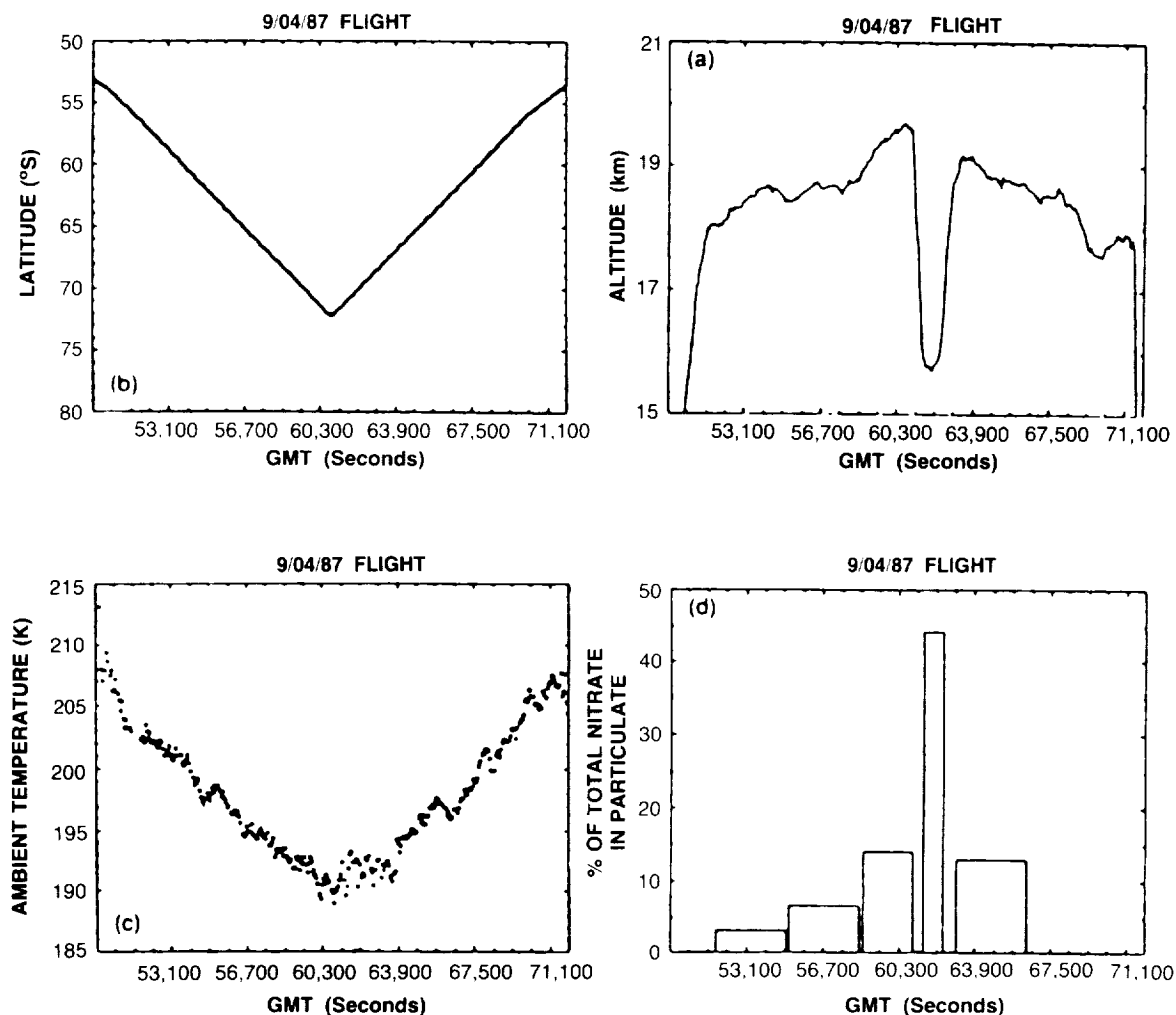 9/04/87 FLIGHT
50
55
60
65
70
75
80
LATITUDE (°S)
(b)
53,100 56,700 60,300 63,900 67,500 71,100
GMT (Seconds)
9/04/87 FLIGHT
21
19
17
15
ALTITUDE (km)
(a)
53,100 56,700 60,300 63,900 67,500 71,100
GMT (Seconds)
9/04/87 FLIGHT
215
210
205
200
195
190
185
AMBIENT TEMPERATURE (K)
(c)
53,100 56,700 60,300 63,900 67,500 71,100
GMT (Seconds)
9/04/87 FLIGHT
50
40
30
20
10
0
% OF TOTAL NITRATE
IN PARTICULATE
(d)
53,100 56,700 60,300 63,900 67,500 71,100
GMT (Seconds)